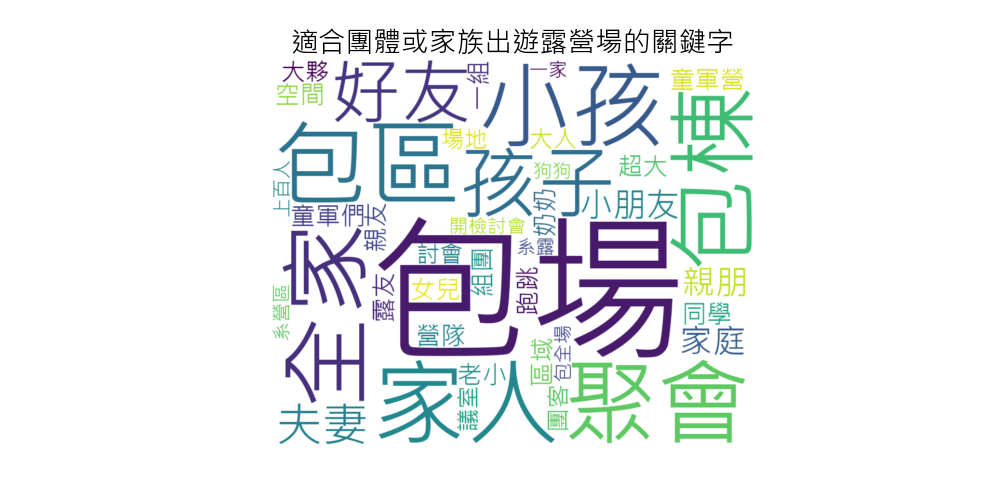 適合團體或家族出遊露營場的關鍵字
大夥
好友
一組
小孩
一家
童軍營
空間
包區
場地
大人
孩子
狗狗
超大
包棟
上百人
童軍們
親友
開檢討會
奶奶
小朋友
全家
包場
討會
組團
系露
跑跳
親朋
系營區
露友
女兒
營隊
同學
家庭
區域
包全場
夫妻
家人
老小
議室
團客
聚會